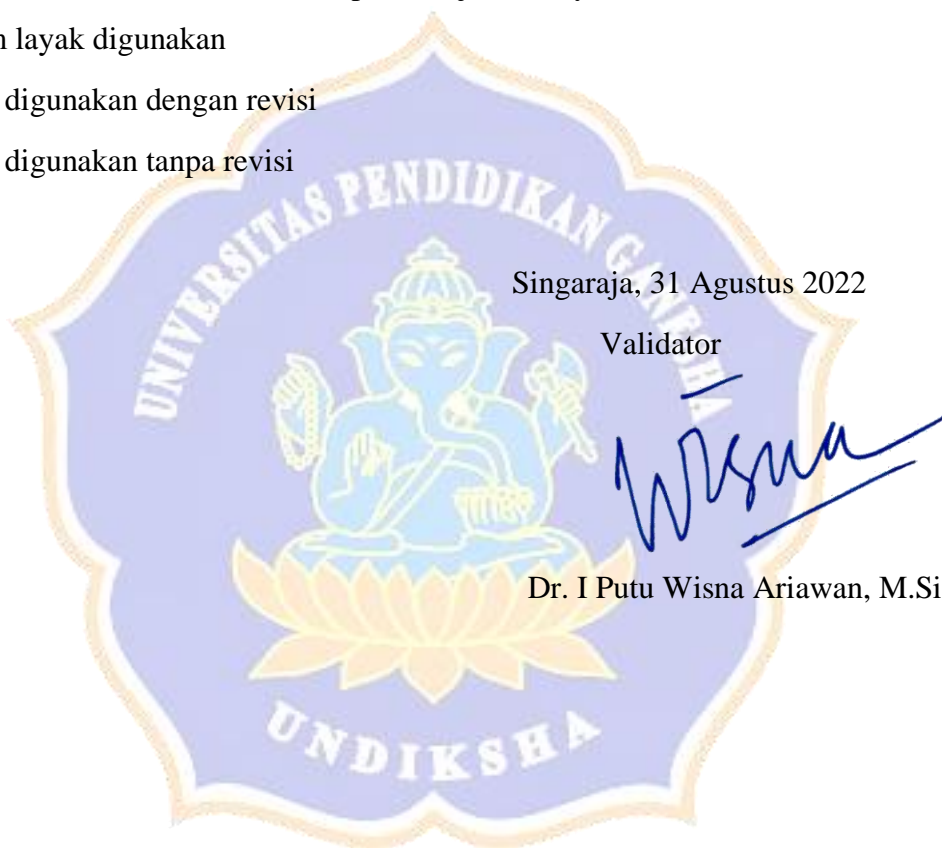 layak digunakan
digunakan dengan revisi
digunakan tanpa revisi
UNIVERSITAS PENDIDIKAN GANESHA
Singaraja, 31 Agustus 2022
Validator
Wisna
Dr. I Putu Wisna Ariawan, M.Si
UNDIKSHA